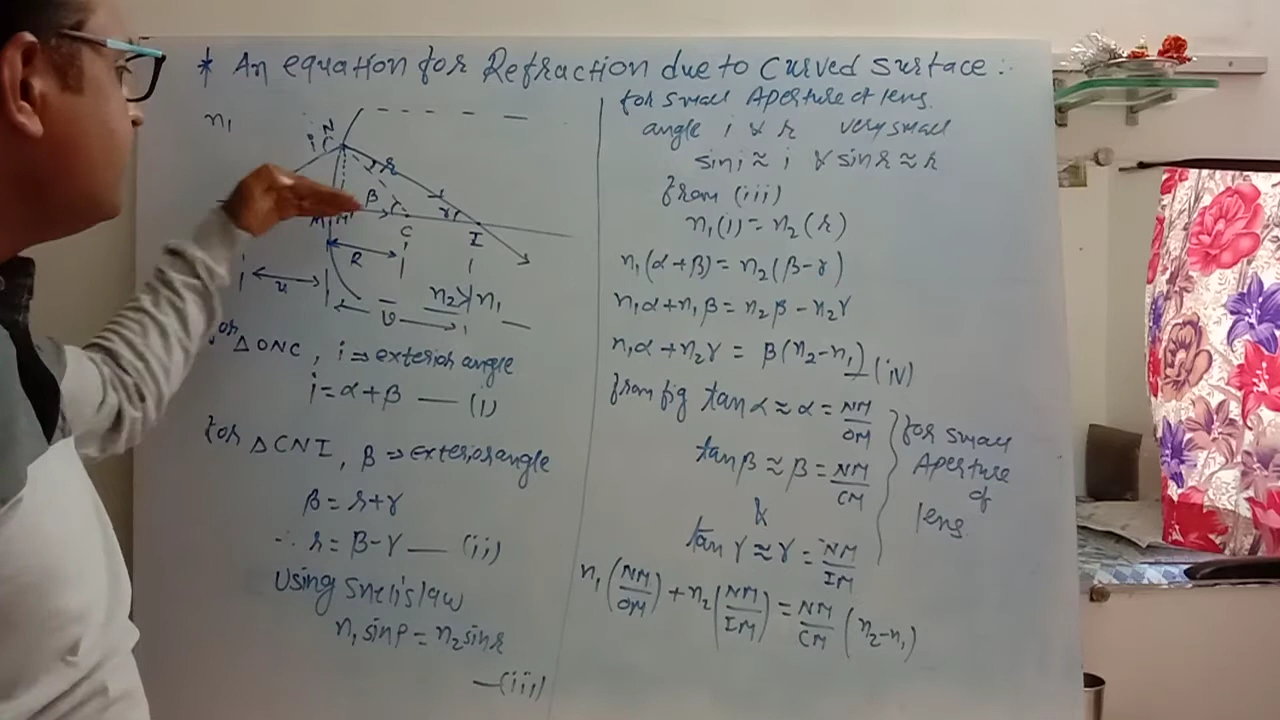 * An equation for Refraction due to Curved Surface :-
n₁
N
i
r
β
γ
M
M'
C
I
R
u
v
n₂>n₁
for △ONC, i ⇒ exterior angle
i = α + β — (i)
for △CNI, β ⇒ exterior angle
β = r + γ
∴ r = β - γ — (ii)
Using Snell's law
n₁ sin i = n₂ sin r
— (iii)
for small Aperture of lens.
angle i & r very small
sin i ≈ i & sin r ≈ r
from (iii)
n₁(i) = n₂(r)
n₁(α+β) = n₂(β-γ)
n₁α + n₁β = n₂β - n₂γ
n₁α + n₂γ = β(n₂-n₁) — (iv)
from fig tan α ≈ α = NM/OM
tan β ≈ β = NM/CM
&
tan γ ≈ γ = NM/IM
for small
Aperture
of
lens.
n₁(NM/OM) + n₂(NM/IM) = NM/CM (n₂-n₁)